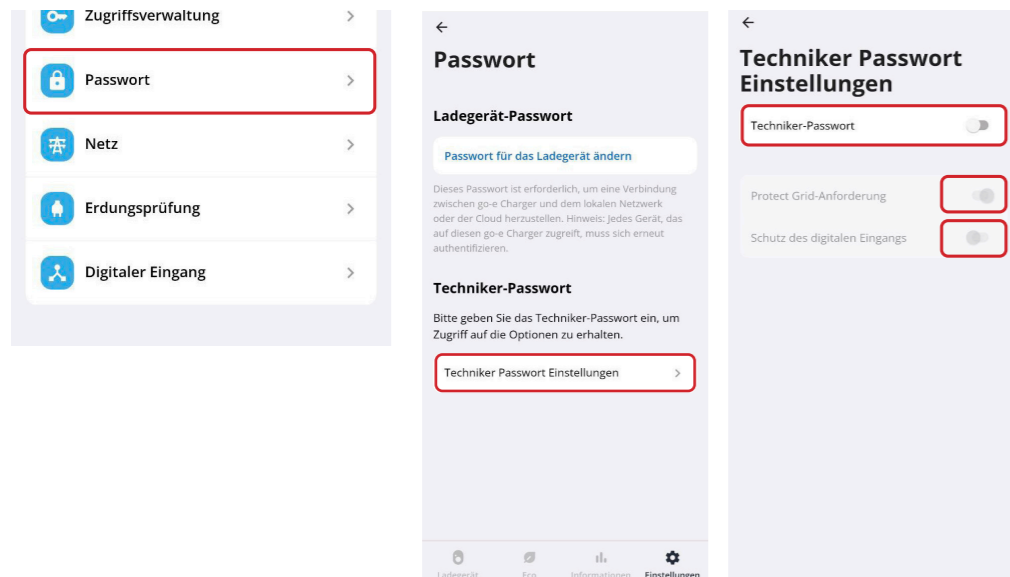 Zugriffsverwaltung
Passwort
Netz
Erdungsprüfung
Digitaler Eingang
Passwort
Ladegerät-Passwort
Passwort für das Ladegerät ändern
Dieses Passwort ist erforderlich, um eine Verbindung
zwischen go-e Charger und dem lokalen Netzwerk
oder der Cloud herzustellen. Hinweis: Jedes Gerät, das
auf diesen go-e Charger zugreift, muss sich erneut
authentifizieren.
Techniker-Passwort
Bitte geben Sie das Techniker-Passwort ein, um
Zugriff auf die Optionen zu erhalten.
Techniker Passwort Einstellungen
Ladegerät Eco Informationen Einstellungen
Techniker Passwort
Einstellungen
Techniker-Passwort
Protect Grid-Anforderung
Schutz des digitalen Eingangs